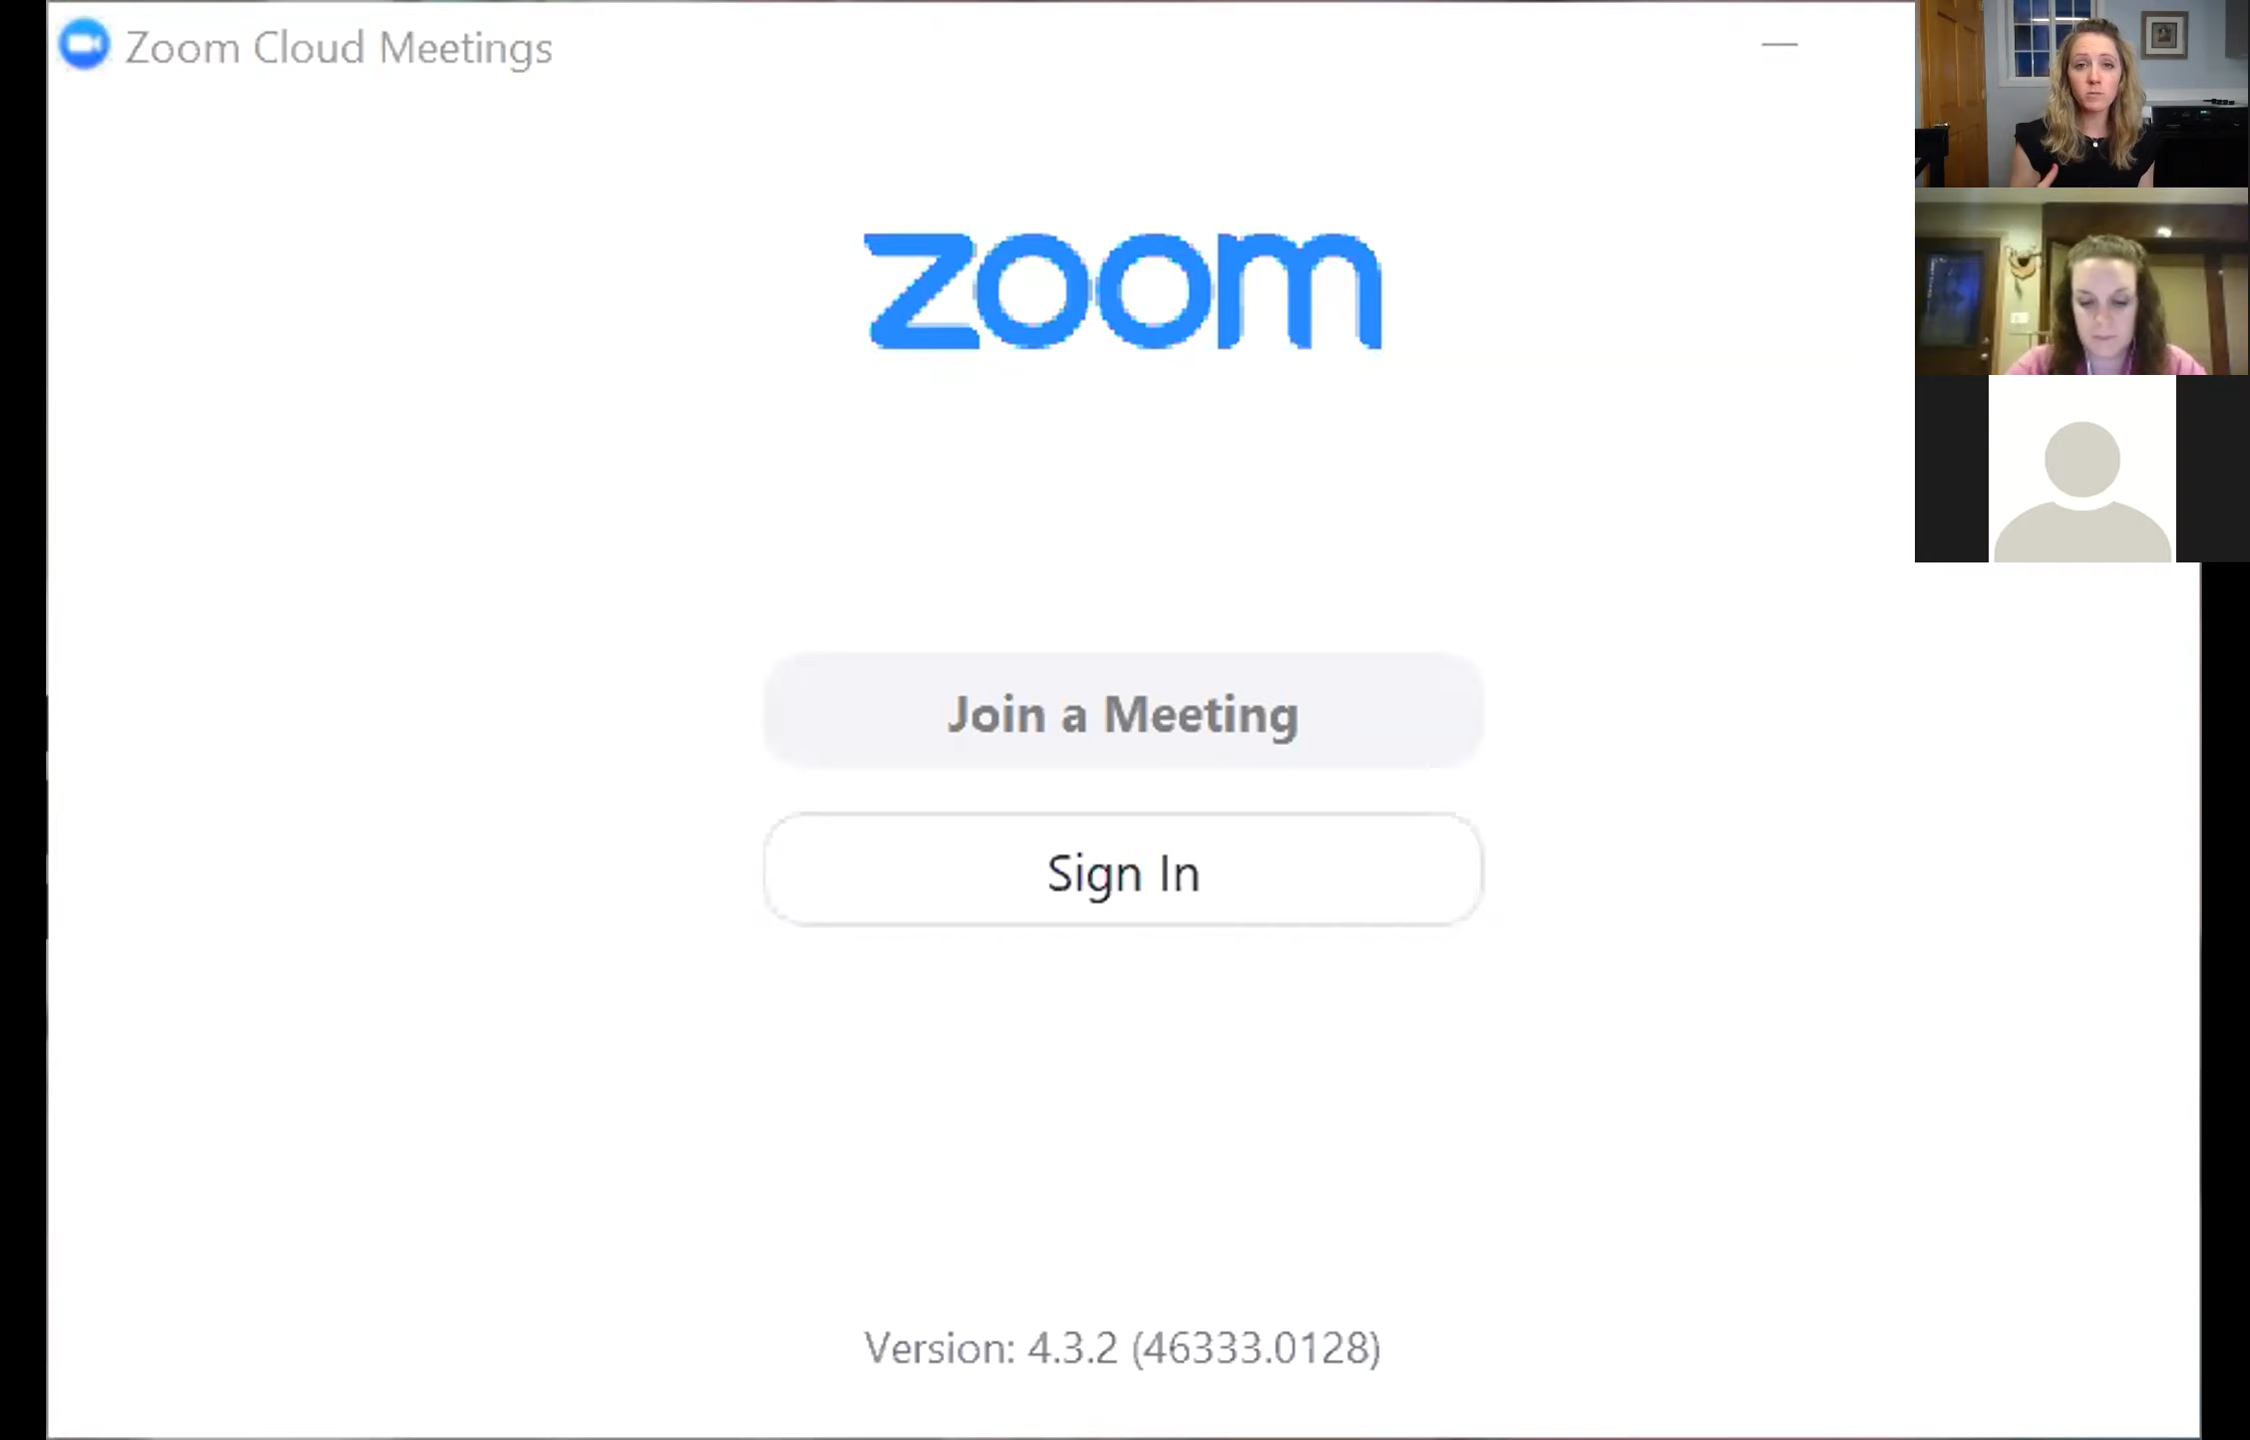 Zoom Cloud Meetings
zoom
Join a Meeting
Sign In
Version: 4.3.2 (46333.0128)